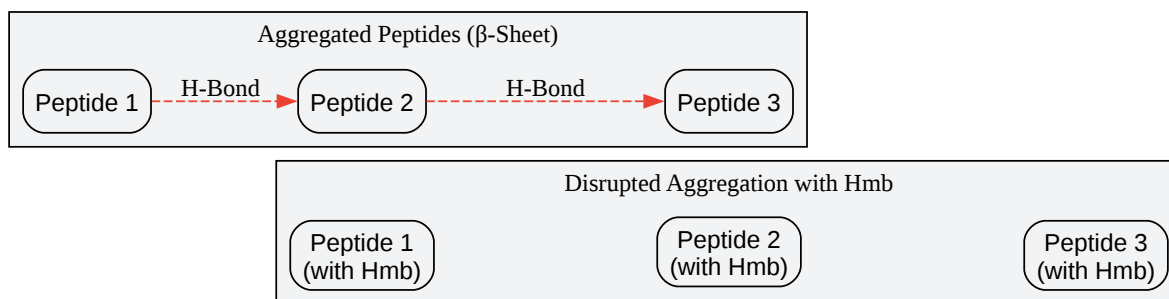 Aggregated Peptides (β-Sheet)
Peptide 1
H-Bond
Peptide 2
H-Bond
Peptide 3
Disrupted Aggregation with Hmb
Peptide 1
(with Hmb)
Peptide 2
(with Hmb)
Peptide 3
(with Hmb)